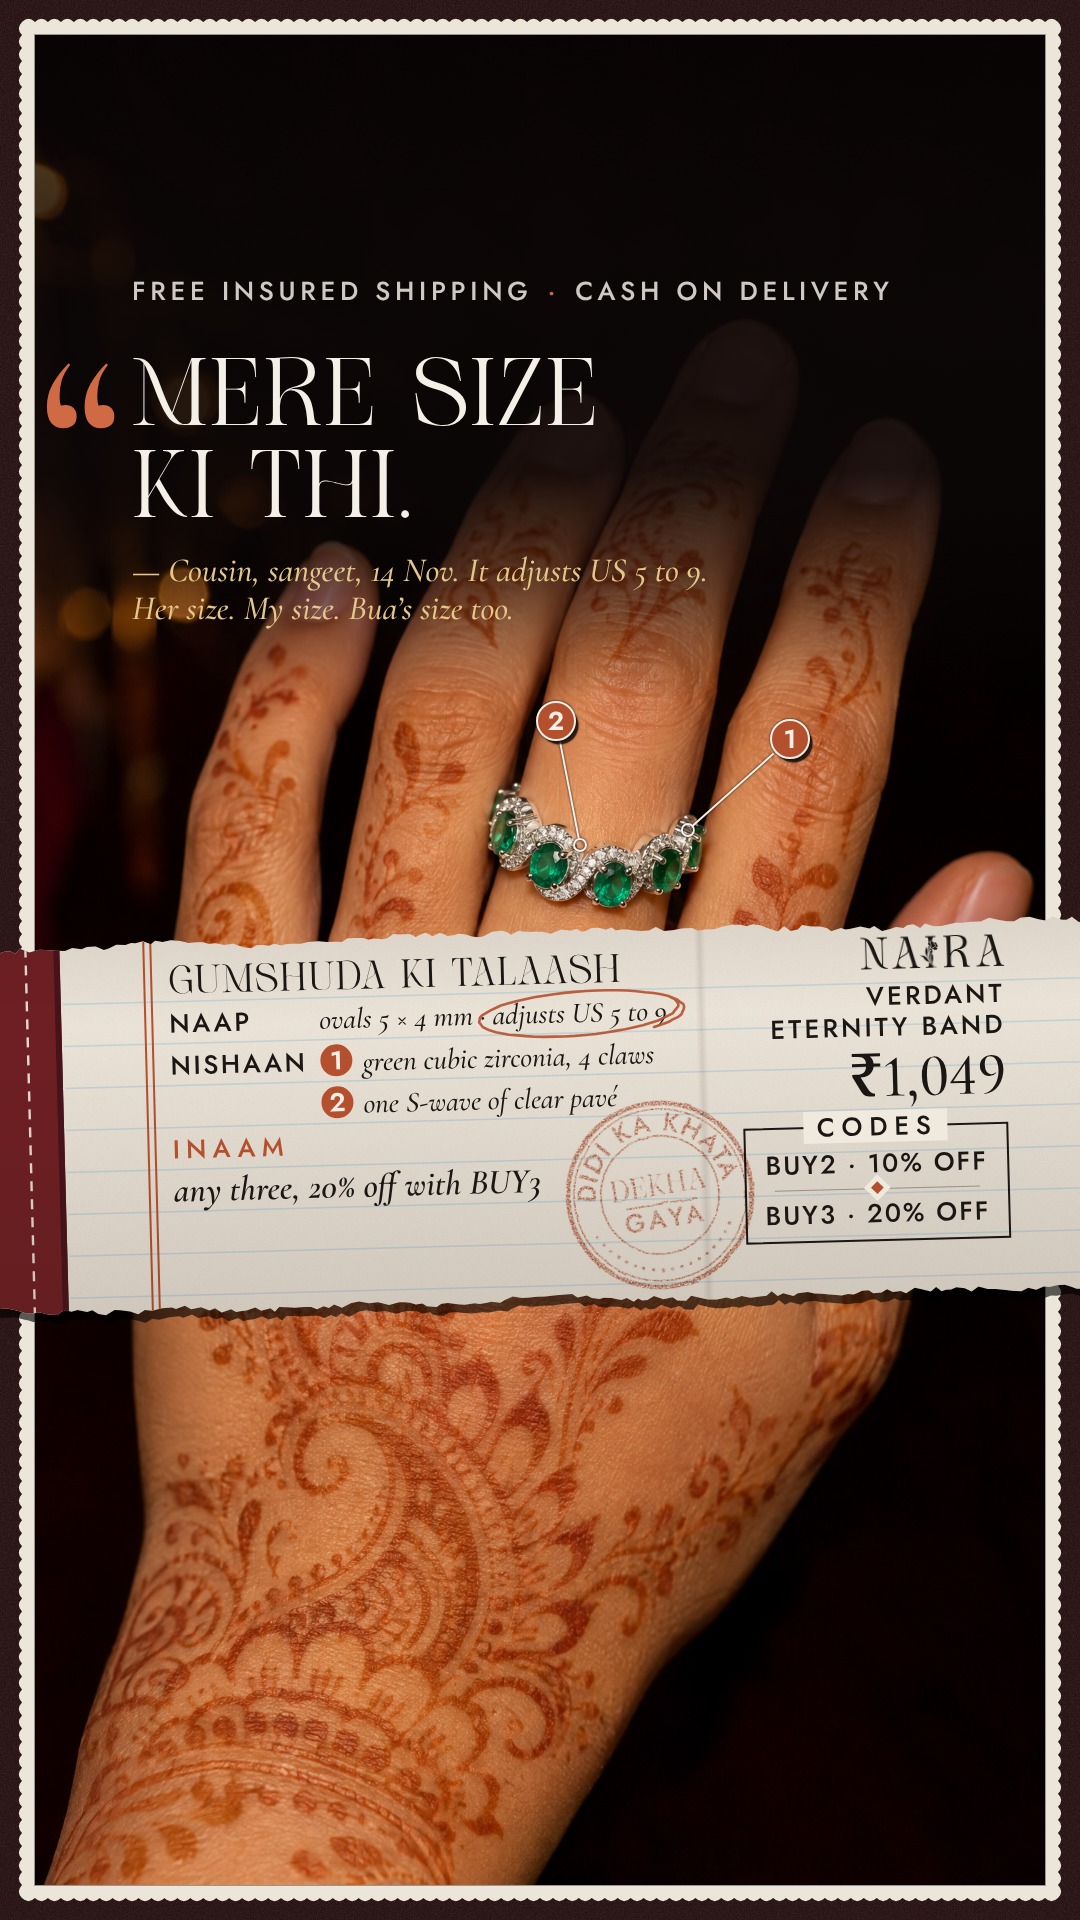 FREE INSURED SHIPPING · CASH ON DELIVERY
“MERE SIZE
KI THI.
— Cousin, sangeet, 14 Nov. It adjusts US 5 to 9.
Her size. My size. Bua’s size too.
2
1
GUMSHUDA KI TALAASH
NAAP ovals 5 × 4 mm · adjusts US 5 to 9
NISHAAN 1 green cubic zirconia, 4 claws
2 one S-wave of clear pavé
INAAM
any three, 20% off with BUY3
DIDI KA KHATA
DEKHA
GAYA
NAIRA
VERDANT
ETERNITY BAND
₹1,049
CODES
BUY2 · 10% OFF
BUY3 · 20% OFF